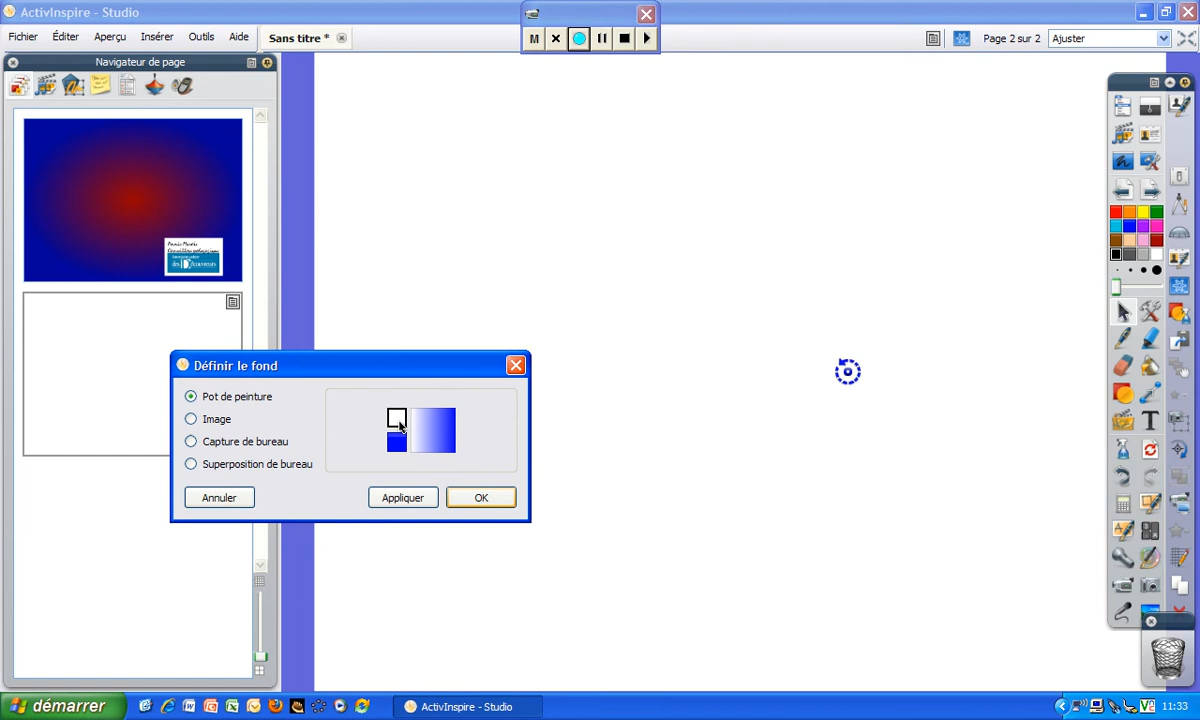 ActivInspire - Studio
Fichier Éditer Aperçu Insérer Outils Aide
Sans titre *
M
Page 2 sur 2
Ajuster
Navigateur de page
des Découvreurs
Définir le fond
Pot de peinture
Image
Capture de bureau
Superposition de bureau
Annuler
Appliquer
OK
démarrer
ActivInspire - Studio
11:33